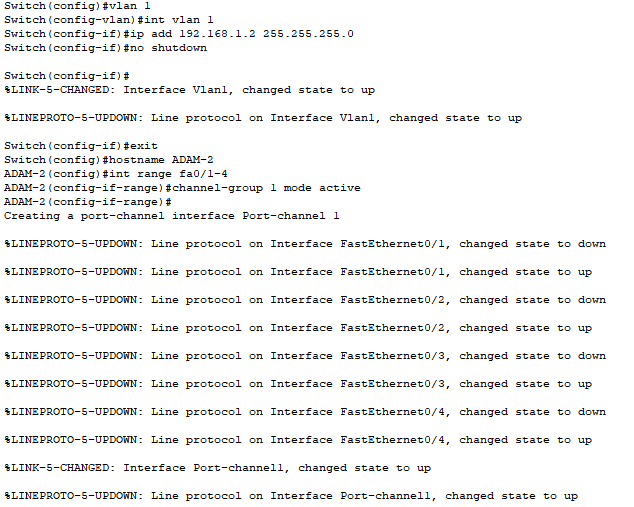 Switch(config)#vlan 1
Switch(config-vlan)#int vlan 1
Switch(config-if)#ip add 192.168.1.2 255.255.255.0
Switch(config-if)#no shutdown
Switch(config-if)#
%LINK-5-CHANGED: Interface Vlan1, changed state to up
%LINEPROTO-5-UPDOWN: Line protocol on Interface Vlan1, changed state to up
Switch(config-if)#exit
Switch(config)#hostname ADAM-2
ADAM-2(config)#int range fa0/1-4
ADAM-2(config-if-range)#channel-group 1 mode active
ADAM-2(config-if-range)#
Creating a port-channel interface Port-channel 1
%LINEPROTO-5-UPDOWN: Line protocol on Interface FastEthernet0/1, changed state to down
%LINEPROTO-5-UPDOWN: Line protocol on Interface FastEthernet0/1, changed state to up
%LINEPROTO-5-UPDOWN: Line protocol on Interface FastEthernet0/2, changed state to down
%LINEPROTO-5-UPDOWN: Line protocol on Interface FastEthernet0/2, changed state to up
%LINEPROTO-5-UPDOWN: Line protocol on Interface FastEthernet0/3, changed state to down
%LINEPROTO-5-UPDOWN: Line protocol on Interface FastEthernet0/3, changed state to up
%LINEPROTO-5-UPDOWN: Line protocol on Interface FastEthernet0/4, changed state to down
%LINEPROTO-5-UPDOWN: Line protocol on Interface FastEthernet0/4, changed state to up
%LINK-5-CHANGED: Interface Port-channel1, changed state to up
%LINEPROTO-5-UPDOWN: Line protocol on Interface Port-channel1, changed state to up